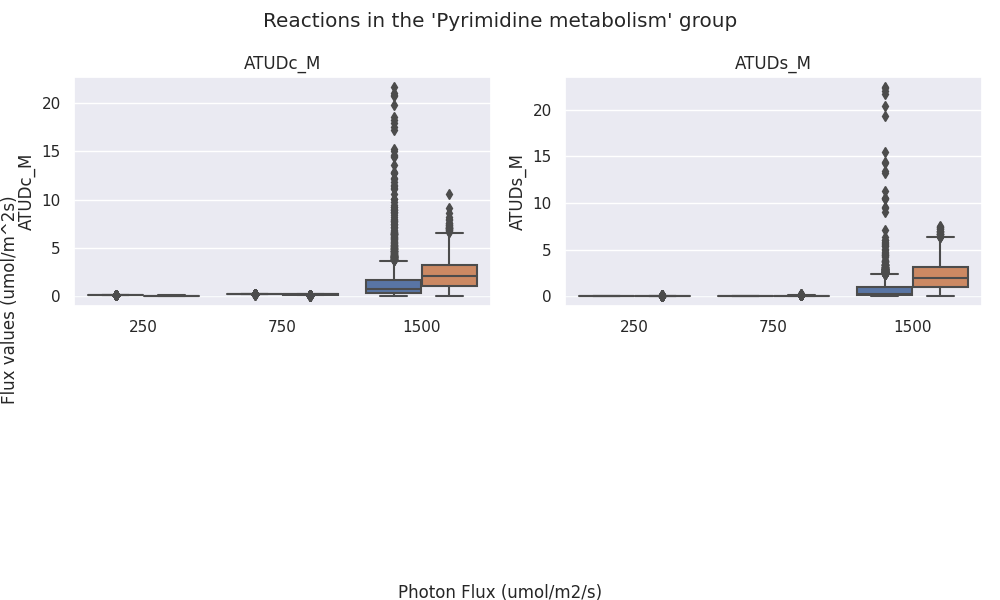 Reactions in the 'Pyrimidine metabolism' group
ATUDc_M
ATUDs_M
Flux values (umol/m^2s)
ATUDc_M
20
15
10
5
0
250
750
1500
ATUDs_M
20
15
10
5
0
250
750
1500
Photon Flux (umol/m2/s)